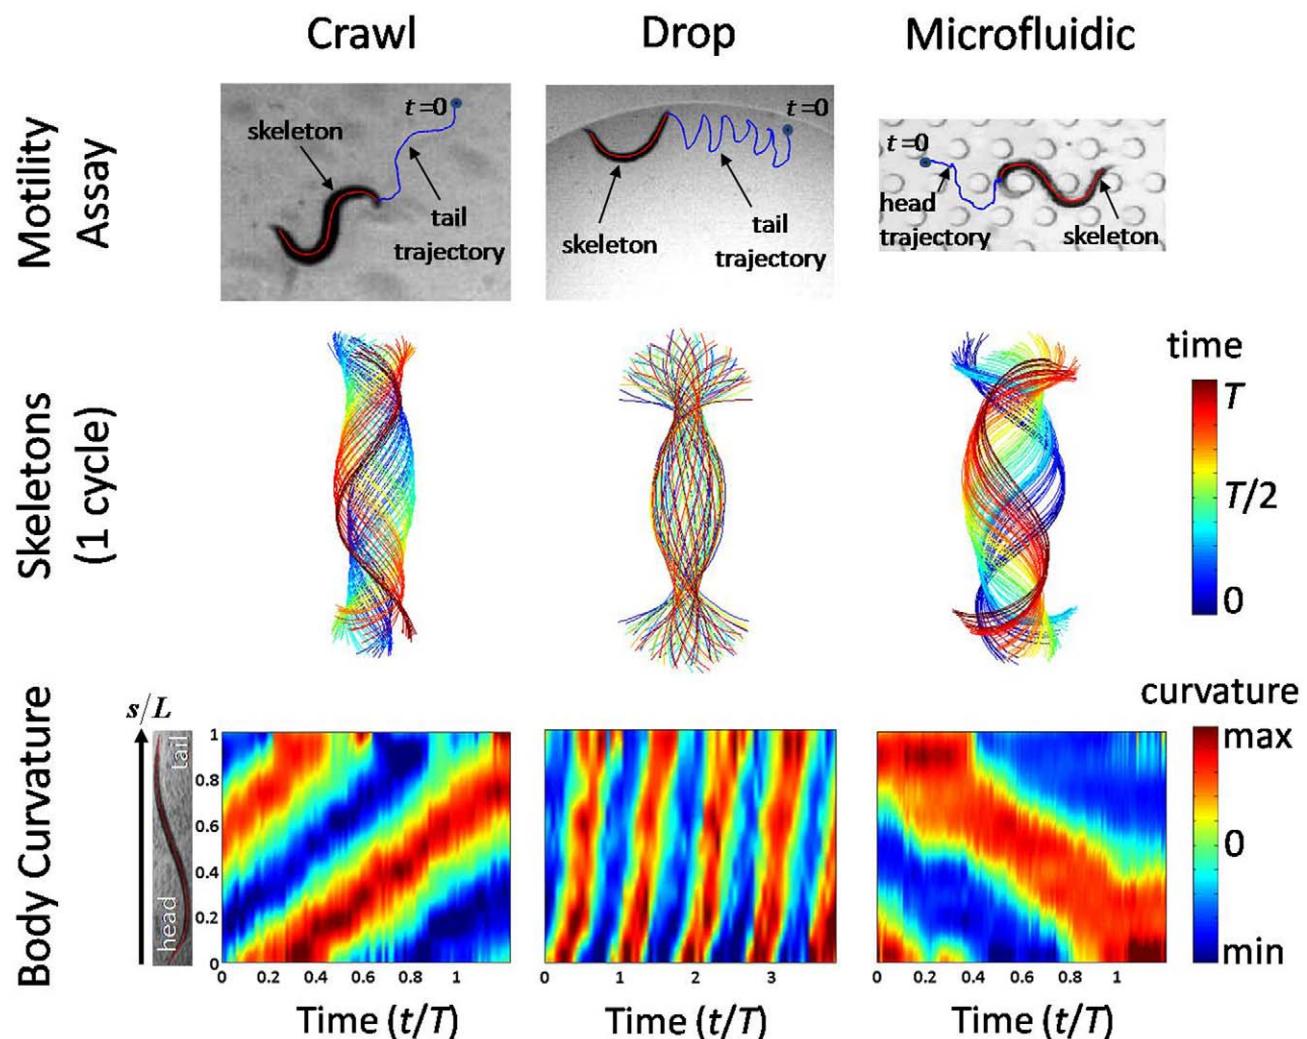 Crawl
Drop
Microfluidic
Motility
Assay
t=0
skeleton
tail
trajectory
t=0
skeleton
tail
trajectory
t=0
head
trajectory
skeleton
Skeletons
(1 cycle)
time
T
T/2
0
Body Curvature
s/L
tail
head
1
0.8
0.6
0.4
0.2
0
0 0.2 0.4 0.6 0.8 1
Time (t/T)
0 1 2 3
Time (t/T)
0 0.2 0.4 0.6 0.8 1
Time (t/T)
curvature
max
0
min